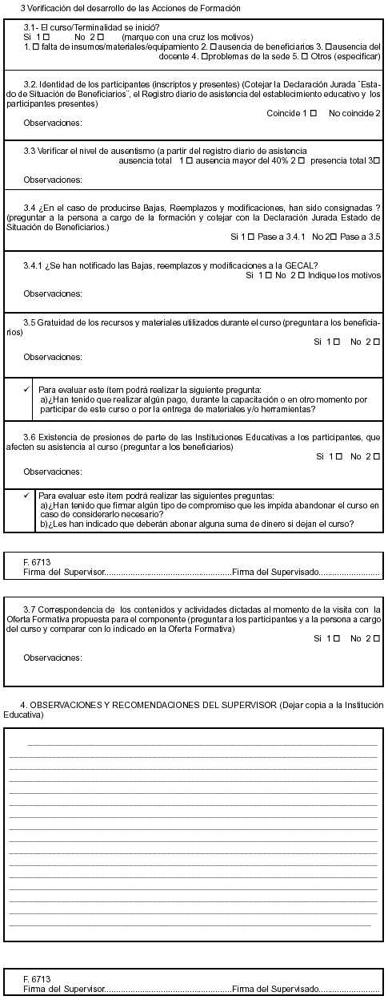 3 Verificación del desarrollo de las Acciones de Formación
3.1- El curso/Terminalidad se inició?
Si 1 □ No 2 □ (marque con una cruz los motivos)
1. □ falta de insumos/materiales/equipamiento 2. □ausencia de beneficiarios 3. □ausencia del
docente 4. □problemas de la sede 5. □ Otros (especificar)
3.2. Identidad de los participantes (inscriptos y presentes) (Cotejar la Declaración Jurada ¨Esta-
do de Situación de Beneficiarios¨, el Registro diario de asistencia del establecimiento educativo y los
participantes presentes)
Coincide 1 □ No coincide 2
Observaciones:
3.3 Verificar el nivel de ausentismo (a partir del registro diario de asistencia
ausencia total 1 □ ausencia mayor del 40% 2 □ presencia total 3□
Observaciones:
3.4 ¿En el caso de producirse Bajas, Reemplazos y modificaciones, han sido consignadas ?
(preguntar a la persona a cargo de la formación y cotejar con la Declaración Jurada Estado de
Situación de Beneficiarios.)
Si 1 □ Pase a 3.4.1 No 2□ Pase a 3.5
3.4.1 ¿Se han notificado las Bajas, reemplazos y modificaciones a la GECAL?
Si 1 □ No 2 □ Indique los motivos
Observaciones:
3.5 Gratuidad de los recursos y materiales utilizados durante el curso (preguntar a los beneficia-
rios)
Si 1 □ No 2 □
Observaciones:
✓ Para evaluar este ítem podrá realizar la siguiente pregunta:
a)¿Han tenido que realizar algún pago, durante la capacitación o en otro momento por
participar de este curso o por la entrega de materiales y/o herramientas?
3.6 Existencia de presiones de parte de las Instituciones Educativas a los participantes, que
afecten su asistencia al curso (preguntar a los beneficiarios)
Si 1 □ No 2 □
Observaciones:
✓ Para evaluar este ítem podrá realizar las siguientes preguntas:
a)¿Han tenido que firmar algún tipo de compromiso que les impida abandonar el curso en
caso de considerarlo necesario?
b)¿Les han indicado que deberán abonar alguna suma de dinero si dejan el curso?
F. 6713
Firma del Supervisor......................................................Firma del Supervisado..........................
3.7 Correspondencia de los contenidos y actividades dictadas al momento de la visita con la
Oferta Formativa propuesta para el componente (preguntar a los participantes y a la persona a cargo
del curso y comparar con lo indicado en la Oferta Formativa)
Si 1 □ No 2 □
Observaciones:
4. OBSERVACIONES Y RECOMENDACIONES DEL SUPERVISOR (Dejar copia a la Institución
Educativa)
F. 6713
Firma del Supervisor......................................................Firma del Supervisado..........................